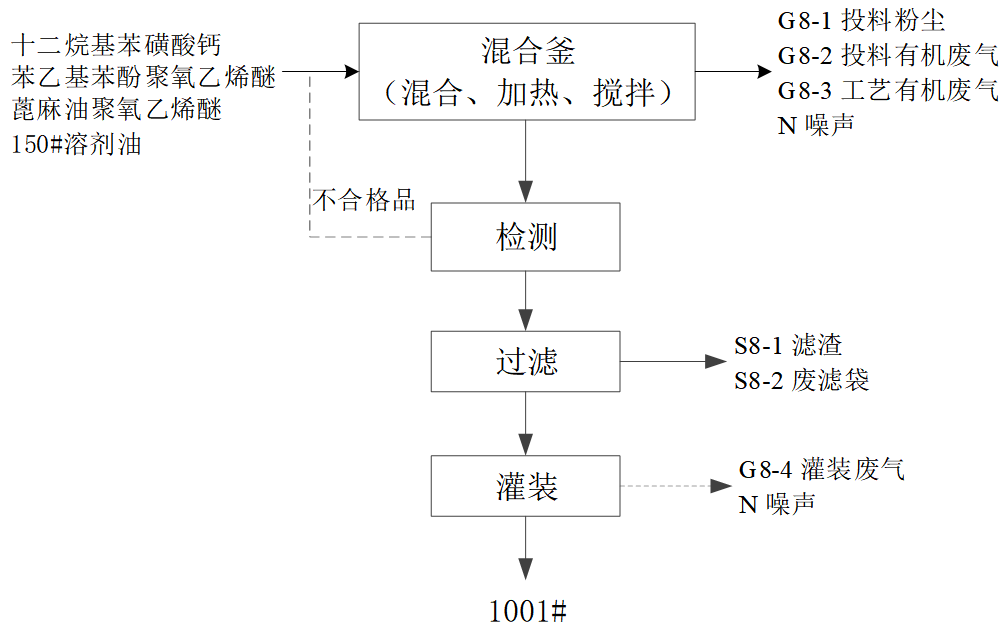 十二烷基苯磺酸钙
苯乙基苯酚聚氧乙烯醚
蓖麻油聚氧乙烯醚
150#溶剂油
混合釜
（混合、加热、搅拌）
G8-1 投料粉尘
G8-2 投料有机废气
G8-3 工艺有机废气
N 噪声
不合格品
检测
过滤
S8-1 滤渣
S8-2 废滤袋
灌装
G8-4 灌装废气
N 噪声
1001#